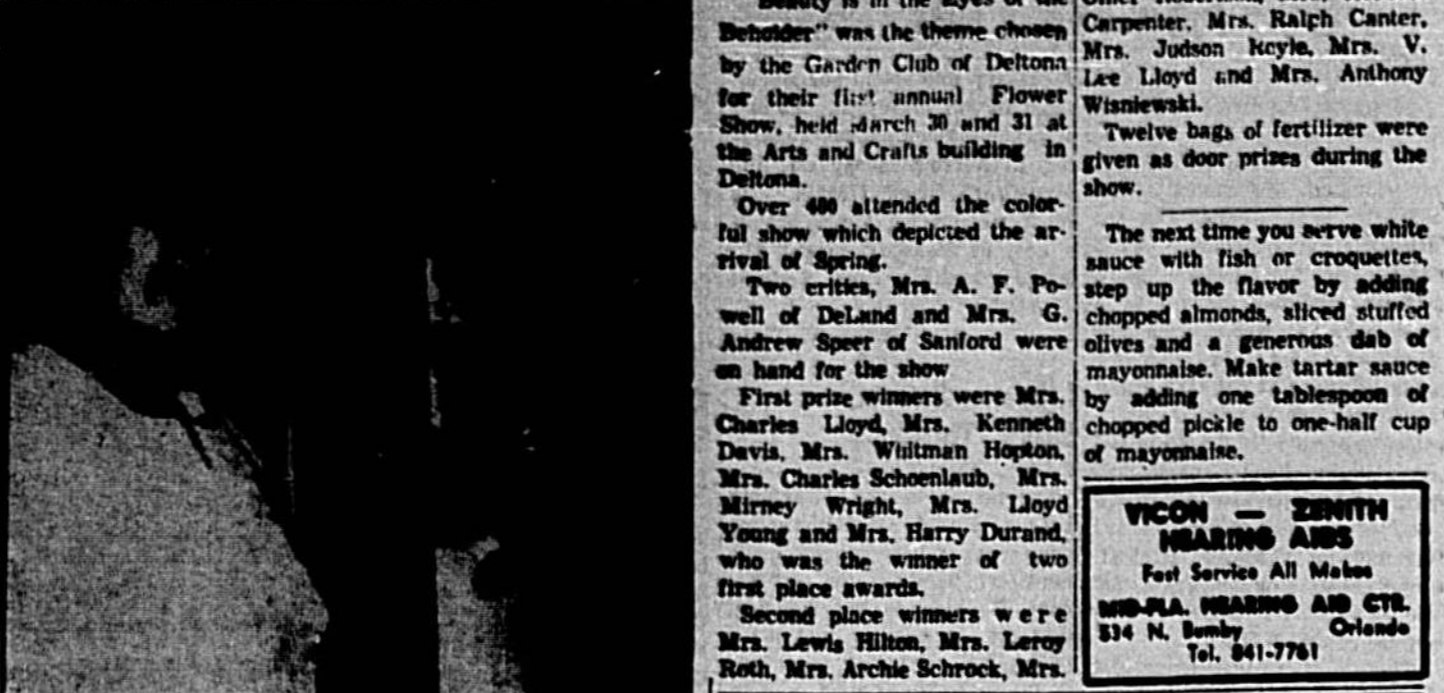 Beauty is in the Eyes of the
Beholder" was the theme chosen
by the Garden Club of Deltona
for their first annual Flower
Show, held March 30 and 31 at
the Arts and Crafts building in
Deltona.
Over 400 attended the color-
ful show which depicted the ar-
rival of Spring.
Two critics, Mrs. A. F. Po-
well of DeLand and Mrs. G.
Andrew Speer of Sanford were
on hand for the show
First prize winners were Mrs.
Charles Lloyd, Mrs. Kenneth
Davis, Mrs. Whitman Hopton,
Mrs. Charles Schoenlaub, Mrs.
Mirney Wright, Mrs. Lloyd
Young and Mrs. Harry Durand,
who was the winner of two
first place awards.
Second place winners were
Mrs. Lewis Hilton, Mrs. Leroy
Roth, Mrs. Archie Schrock, Mrs.
Carpenter, Mrs. Ralph Canter,
Mrs. Judson Keyle, Mrs. V.
Lee Lloyd and Mrs. Anthony
Wisniewski.
Twelve bags of fertilizer were
given as door prizes during the
show.
The next time you serve white
sauce with fish or croquettes,
step up the flavor by adding
chopped almonds, sliced stuffed
olives and a generous dab of
mayonnaise. Make tartar sauce
by adding one tablespoon of
chopped pickle to one-half cup
of mayonnaise.
VICON — ZENITH
HEARING AIDS
Fast Service All Makes
MID-FLA. HEARING AID CTR.
534 N. Bumby Orlando
Tel. 841-7761